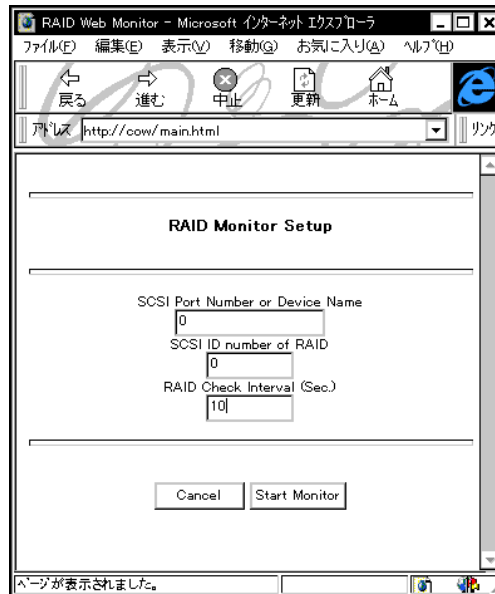 RAID Web Monitor - Microsoft インターネット エクスプローラ
ファイル(F) 編集(E) 表示(V) 移動(G) お気に入り(A) ヘルプ(H)
戻る 進む 中止 更新 ホーム
アドレス http://cow/main.html リンク
RAID Monitor Setup
SCSI Port Number or Device Name
0
SCSI ID number of RAID
0
RAID Check Interval (Sec.)
10
Cancel Start Monitor
ページが表示されました。